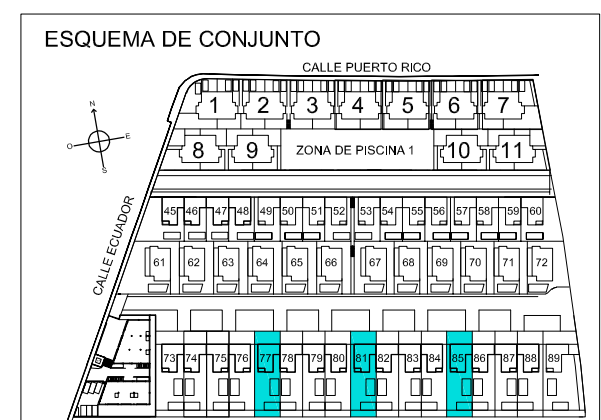 ESQUEMA DE CONJUNTO
CALLE PUERTO RICO
1 2 3 4 5 6 7
N
O E
S
8 9 ZONA DE PISCINA 1 10 11
CALLE ECUADOR
45 46 47 48 49 50 51 52 53 54 55 56 57 58 59 60
61 62 63 64 65 66 67 68 69 70 71 72
73 74 75 76 77 78 79 80 81 82 83 84 85 86 87 88 89